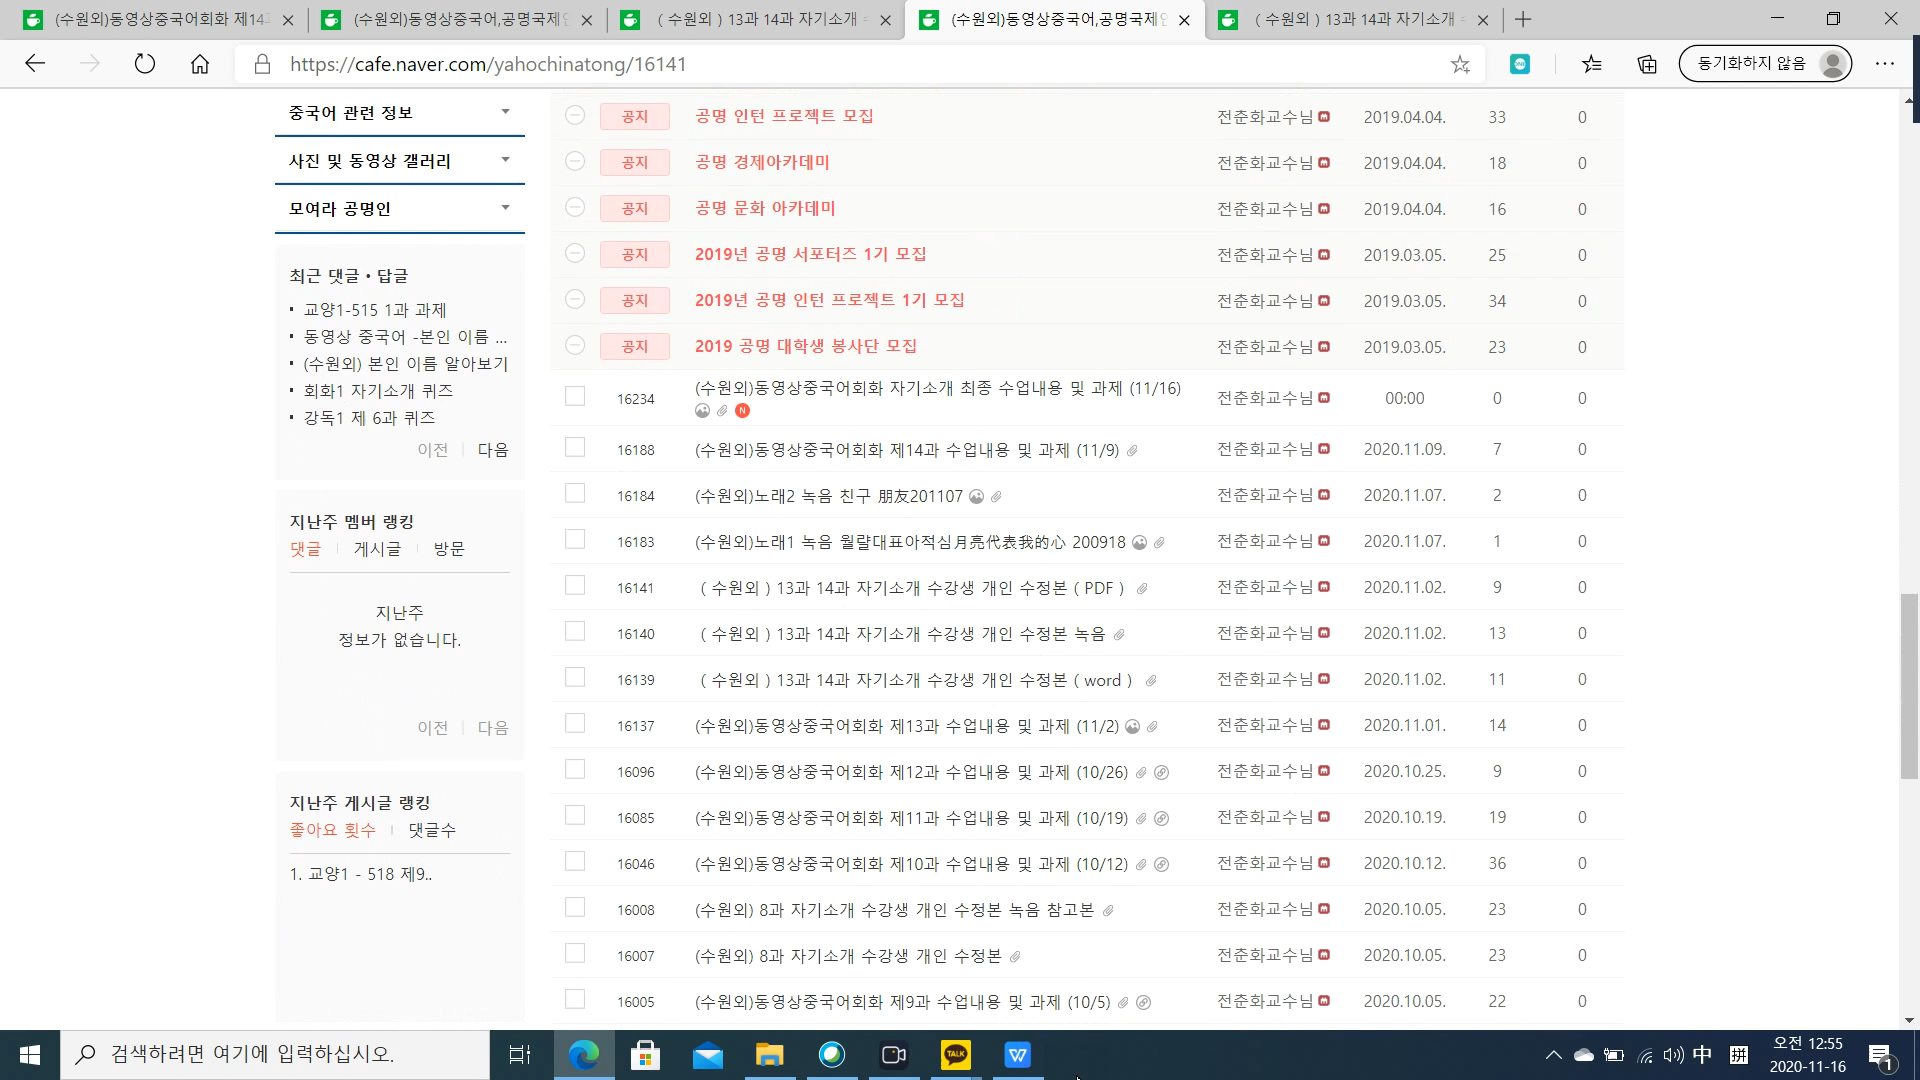 (수원외)동영상중국어회화 제14
(수원외)동영상중국어,공명국제언
( 수원외 ) 13과 14과 자기소개
(수원외)동영상중국어,공명국제언
( 수원외 ) 13과 14과 자기소개
https://cafe.naver.com/yahochinatong/16141
동기화하지 않음
중국어 관련 정보
사진 및 동영상 갤러리
모여라 공명인
최근 댓글 • 답글
교양1-515 1과 과제
동영상 중국어 -본인 이름 ...
(수원외) 본인 이름 알아보기
회화1 자기소개 퀴즈
강독1 제 6과 퀴즈
이전 다음
지난주 멤버 랭킹
댓글 게시글 방문
지난주
정보가 없습니다.
이전 다음
지난주 게시글 랭킹
좋아요 횟수 댓글수
1. 교양1 - 518 제9..
공지 공명 인턴 프로젝트 모집 전춘화교수님 2019.04.04. 33 0
공지 공명 경제아카데미 전춘화교수님 2019.04.04. 18 0
공지 공명 문화 아카데미 전춘화교수님 2019.04.04. 16 0
공지 2019년 공명 서포터즈 1기 모집 전춘화교수님 2019.03.05. 25 0
공지 2019년 공명 인턴 프로젝트 1기 모집 전춘화교수님 2019.03.05. 34 0
공지 2019 공명 대학생 봉사단 모집 전춘화교수님 2019.03.05. 23 0
16234 (수원외)동영상중국어회화 자기소개 최종 수업내용 및 과제 (11/16) N 전춘화교수님 00:00 0 0
16188 (수원외)동영상중국어회화 제14과 수업내용 및 과제 (11/9) 전춘화교수님 2020.11.09. 7 0
16184 (수원외)노래2 녹음 친구 朋友201107 전춘화교수님 2020.11.07. 2 0
16183 (수원외)노래1 녹음 월량대표아적심月亮代表我的心 200918 전춘화교수님 2020.11.07. 1 0
16141 ( 수원외 ) 13과 14과 자기소개 수강생 개인 수정본 ( PDF ) 전춘화교수님 2020.11.02. 9 0
16140 ( 수원외 ) 13과 14과 자기소개 수강생 개인 수정본 녹음 전춘화교수님 2020.11.02. 13 0
16139 ( 수원외 ) 13과 14과 자기소개 수강생 개인 수정본 ( word ) 전춘화교수님 2020.11.02. 11 0
16137 (수원외)동영상중국어회화 제13과 수업내용 및 과제 (11/2) 전춘화교수님 2020.11.01. 14 0
16096 (수원외)동영상중국어회화 제12과 수업내용 및 과제 (10/26) 전춘화교수님 2020.10.25. 9 0
16085 (수원외)동영상중국어회화 제11과 수업내용 및 과제 (10/19) 전춘화교수님 2020.10.19. 19 0
16046 (수원외)동영상중국어회화 제10과 수업내용 및 과제 (10/12) 전춘화교수님 2020.10.12. 36 0
16008 (수원외) 8과 자기소개 수강생 개인 수정본 녹음 참고본 전춘화교수님 2020.10.05. 23 0
16007 (수원외) 8과 자기소개 수강생 개인 수정본 전춘화교수님 2020.10.05. 23 0
16005 (수원외)동영상중국어회화 제9과 수업내용 및 과제 (10/5) 전춘화교수님 2020.10.05. 22 0
검색하려면 여기에 입력하십시오.
TALK
W
中
拼
오전 12:55
2020-11-16
1